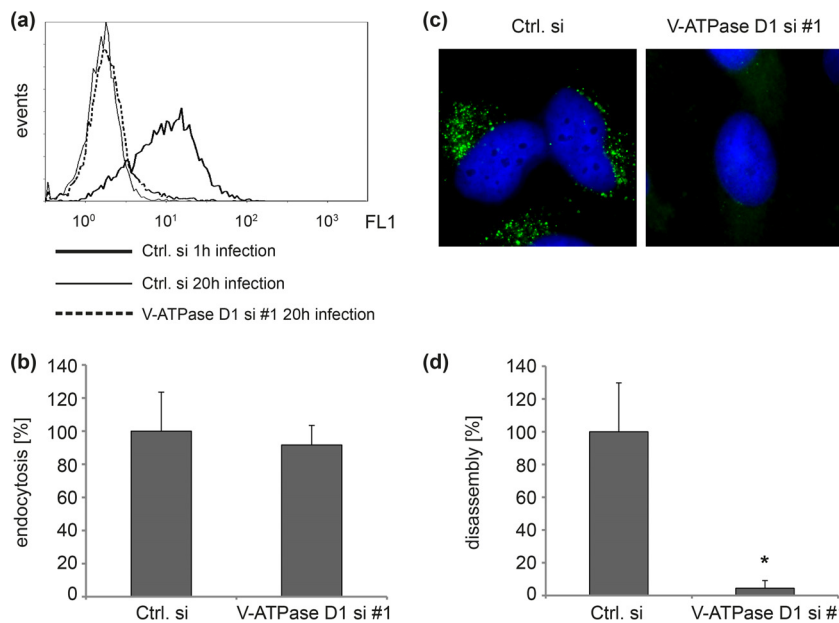 (a)
events
10⁰ 10¹ 10² 10³ FL1
Ctrl. si 1h infection
Ctrl. si 20h infection
V-ATPase D1 si #1 20h infection
(c)
Ctrl. si V-ATPase D1 si #1
(b)
endocytosis [%]
140
120
100
80
60
40
20
0
Ctrl. si V-ATPase D1 si #1
(d)
disassembly [%]
140
120
100
80
60
40
20
0
*
Ctrl. si V-ATPase D1 si #